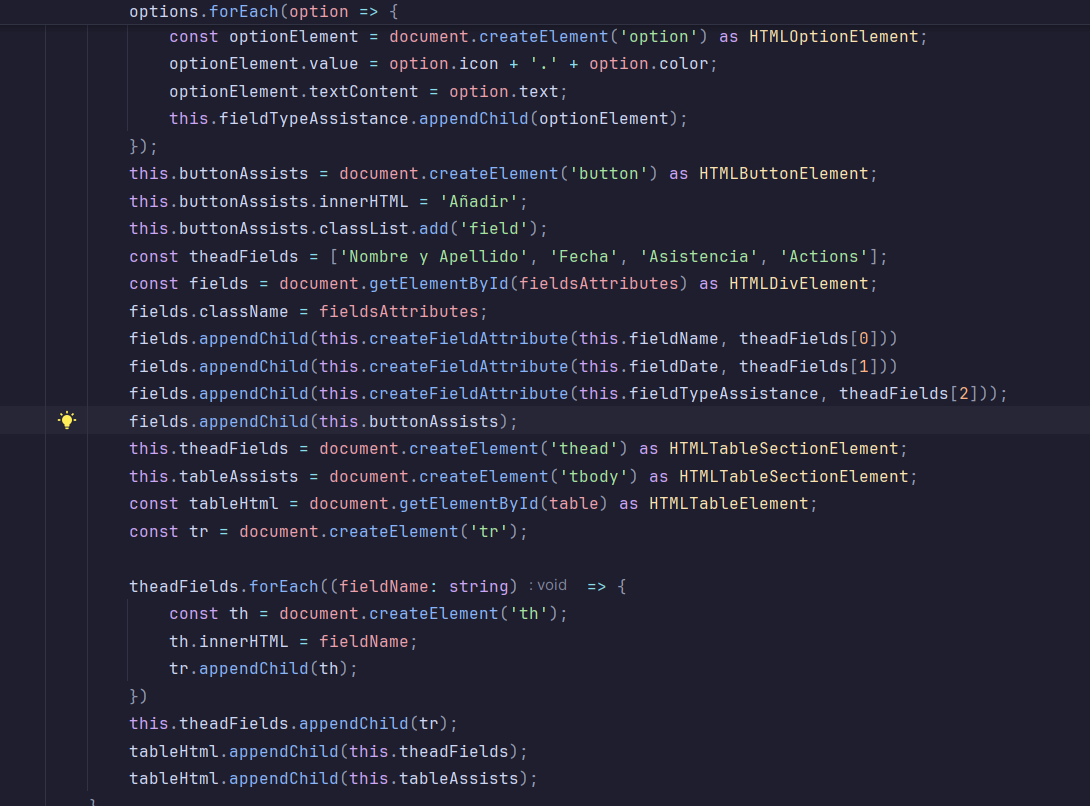 options.forEach(option => {
const optionElement = document.createElement('option') as HTMLOptionElement;
optionElement.value = option.icon + '.' + option.color;
optionElement.textContent = option.text;
this.fieldTypeAssistance.appendChild(optionElement);
});
this.buttonAssists = document.createElement('button') as HTMLButtonElement;
this.buttonAssists.innerHTML = 'Añadir';
this.buttonAssists.classList.add('field');
const theadFields = ['Nombre y Apellido', 'Fecha', 'Asistencia', 'Actions'];
const fields = document.getElementById(fieldsAttributes) as HTMLDivElement;
fields.className = fieldsAttributes;
fields.appendChild(this.createFieldAttribute(this.fieldName, theadFields[0]))
fields.appendChild(this.createFieldAttribute(this.fieldDate, theadFields[1]))
fields.appendChild(this.createFieldAttribute(this.fieldTypeAssistance, theadFields[2]));
fields.appendChild(this.buttonAssists);
this.theadFields = document.createElement('thead') as HTMLTableSectionElement;
this.tableAssists = document.createElement('tbody') as HTMLTableSectionElement;
const tableHtml = document.getElementById(table) as HTMLTableElement;
const tr = document.createElement('tr');
theadFields.forEach((fieldName: string) : void => {
const th = document.createElement('th');
th.innerHTML = fieldName;
tr.appendChild(th);
})
this.theadFields.appendChild(tr);
tableHtml.appendChild(this.theadFields);
tableHtml.appendChild(this.tableAssists);
}